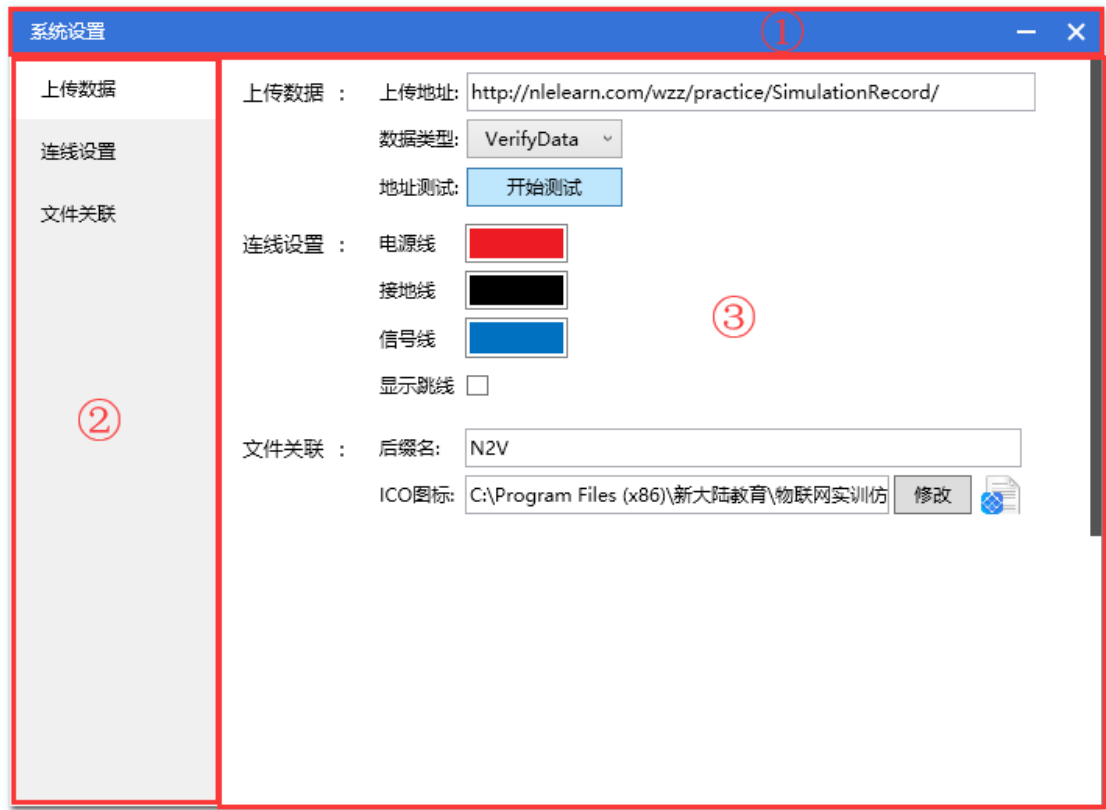 系统设置 ①
上传数据
连线设置
文件关联
②
上传数据 : 上传地址: http://nlelearn.com/wzz/practice/SimulationRecord/
数据类型: VerifyData
地址测试: 开始测试
连线设置 : 电源线
接地线
③
信号线
显示跳线
文件关联 : 后缀名: N2V
ICO图标: C:\Program Files (x86)\新大陆教育\物联网实训仿 修改